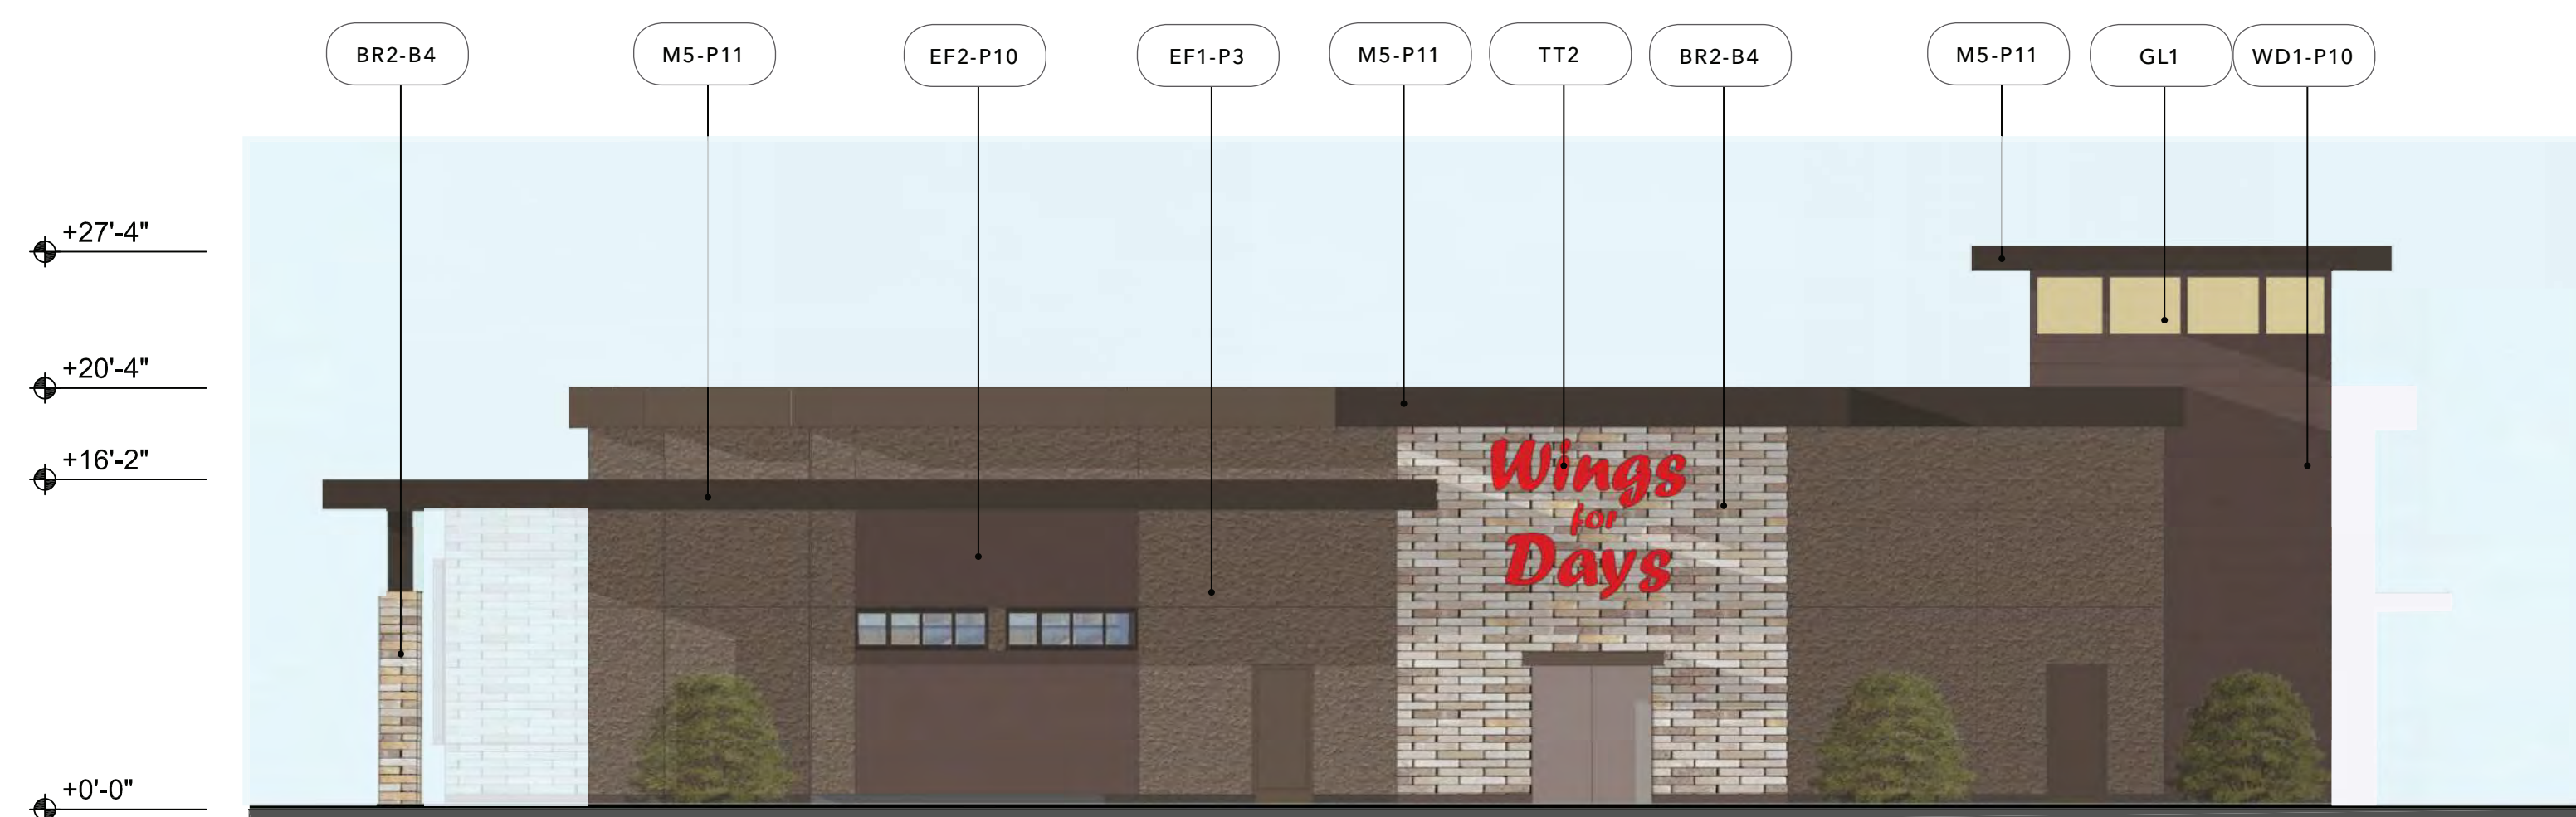 BR2-B4
M5-P11
EF2-P10
EF1-P3
M5-P11
TT2
BR2-B4
M5-P11
GL1
WD1-P10
+27'-4"
+20'-4"
+16'-2"
+0'-0"
Wings
for
Days